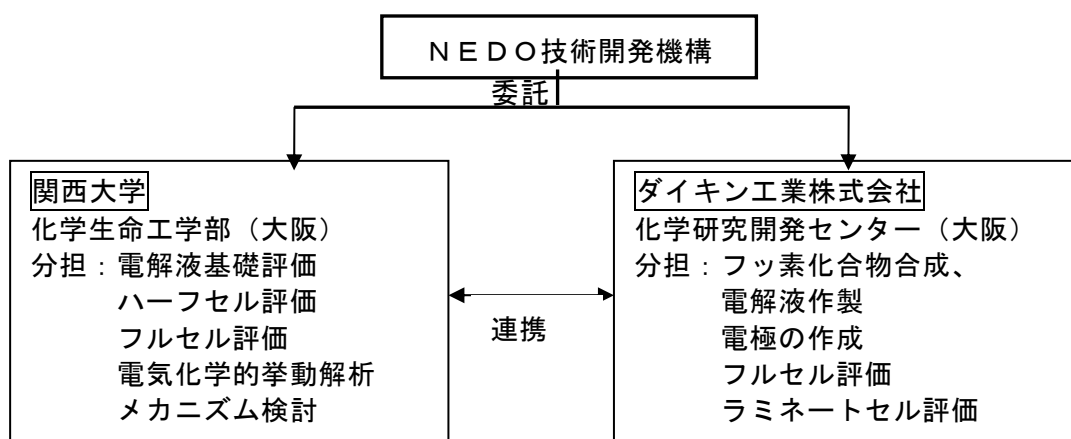 ＮＥＤＯ技術開発機構
委託
関西大学
化学生命工学部（大阪）
分担：電解液基礎評価
ハーフセル評価
フルセル評価
電気化学的挙動解析
メカニズム検討
連携
ダイキン工業株式会社
化学研究開発センター（大阪）
分担：フッ素化合物合成、
電解液作製
電極の作成
フルセル評価
ラミネートセル評価